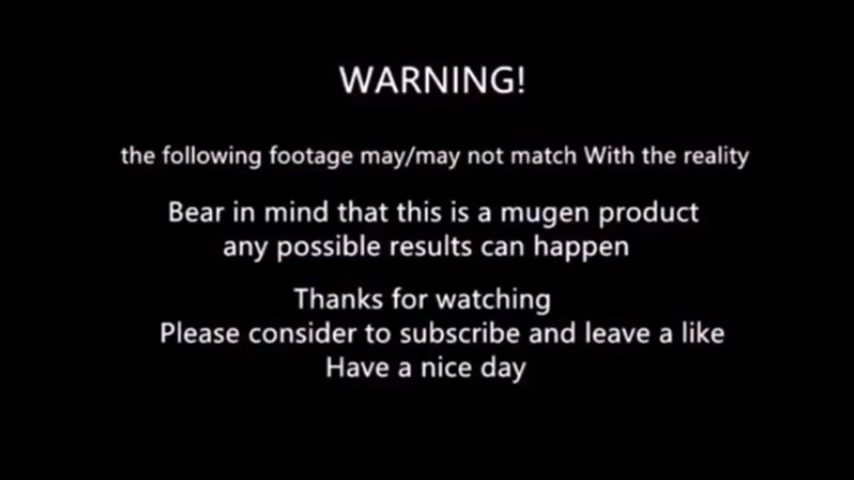 WARNING!
the following footage may/may not match With the reality
Bear in mind that this is a mugen product
any possible results can happen
Thanks for watching
Please consider to subscribe and leave a like
Have a nice day